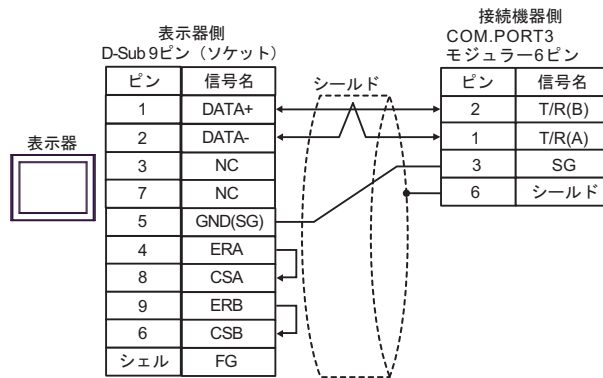 表示器側
D-Sub 9ピン（ソケット）
接続機器側
COM.PORT3
モジュラー6ピン
表示器
シールド
ピン 信号名
1 DATA+
2 DATA-
3 NC
7 NC
5 GND(SG)
4 ERA
8 CSA
9 ERB
6 CSB
シェル FG
ピン 信号名
2 T/R(B)
1 T/R(A)
3 SG
6 シールド